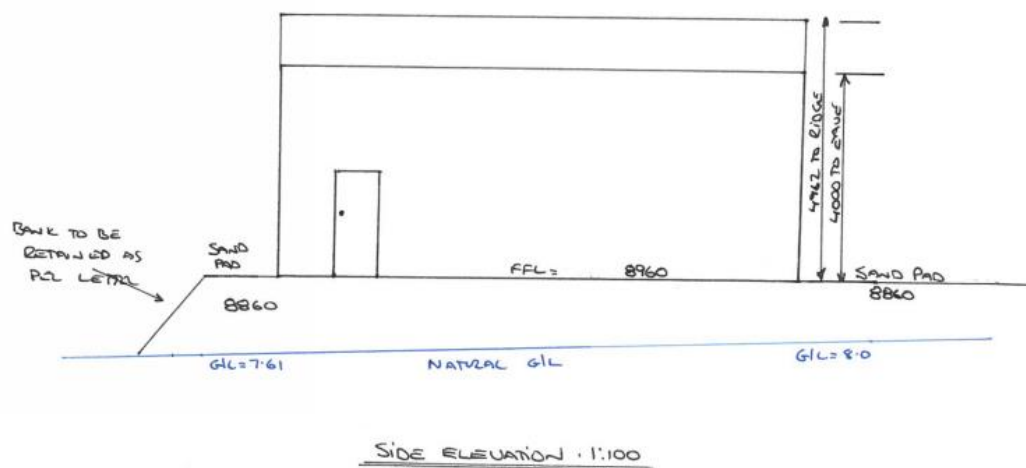 4962 TO RIDGE
4000 TO EAVE
BANK TO BE
RETAINED AS
PER LETTER
SAND
PAD
8860
FFL = 8960
SAND PAD
8860
G/L = 7.61
NATURAL G/L
G/L = 8.0
SIDE ELEVATION . 1:100